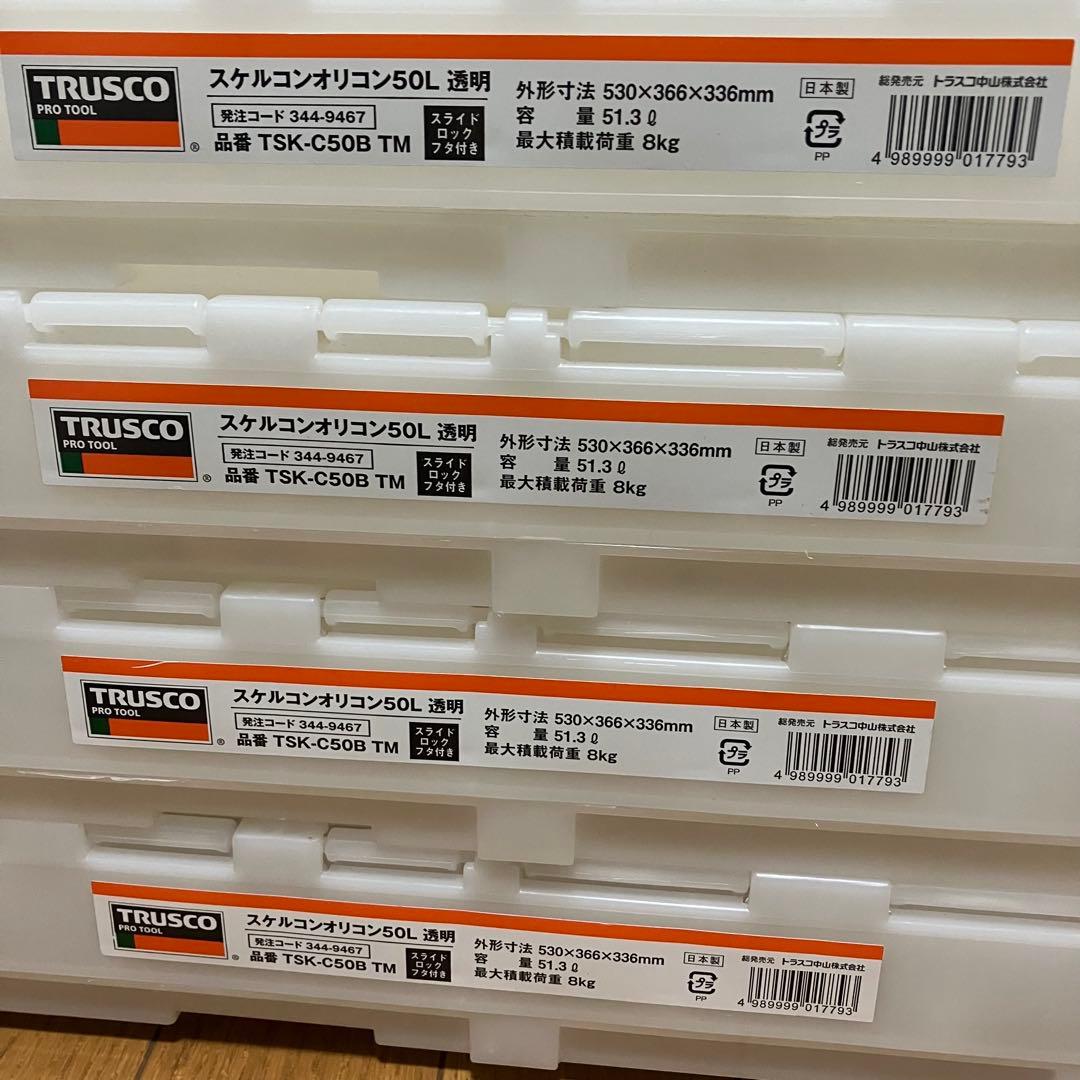 TRUSCO
PRO TOOL
®
スケルコンオリコン50L 透明
発注コード 344-9467
品番 TSK-C50B TM
スライド
ロック
フタ付き
外形寸法 530×366×336mm
容 量 51.3ℓ
最大積載荷重 8kg
日本製
プラ
PP
総発売元 トラスコ中山株式会社
4 989999 017793
TRUSCO
PRO TOOL
®
スケルコンオリコン50L 透明
発注コード 344-9467
品番 TSK-C50B TM
スライド
ロック
フタ付き
外形寸法 530×366×336mm
容 量 51.3ℓ
最大積載荷重 8kg
日本製
プラ
PP
総発売元 トラスコ中山株式会社
4 989999 017793
TRUSCO
PRO TOOL
®
スケルコンオリコン50L 透明
発注コード 344-9467
品番 TSK-C50B TM
スライド
ロック
フタ付き
外形寸法 530×366×336mm
容 量 51.3ℓ
最大積載荷重 8kg
日本製
プラ
PP
総発売元 トラスコ中山株式会社
4 989999 017793
TRUSCO
PRO TOOL
®
スケルコンオリコン50L 透明
発注コード 344-9467
品番 TSK-C50B TM
スライド
ロック
フタ付き
外形寸法 530×366×336mm
容 量 51.3ℓ
最大積載荷重 8kg
日本製
プラ
PP
総発売元 トラスコ中山株式会社
4 989999 017793